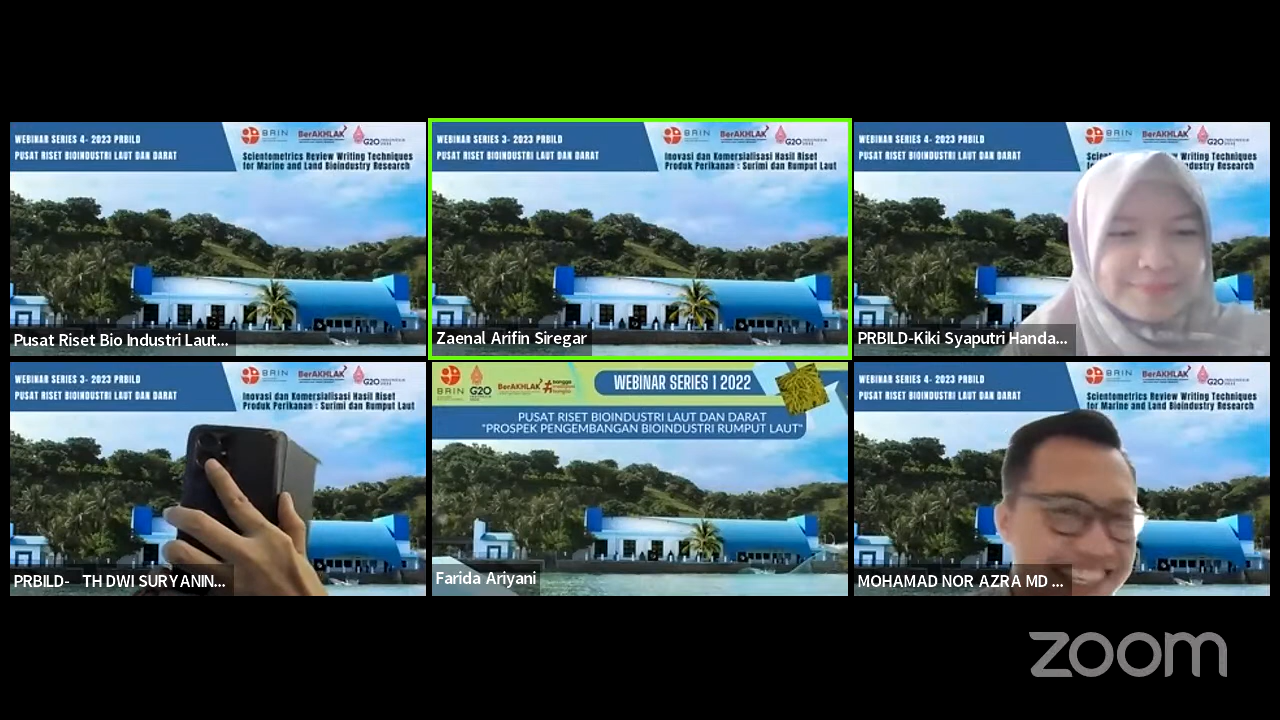 WEBINAR SERIES 4- 2023 PRBILD
PUSAT RISET BIOINDUSTRI LAUT DAN DARAT
BRIN
BerAKHLAK
G20
Scientometrics Review Writing Techniques
for Marine and Land Bioindustry Research
Pusat Riset Bio Industri Laut...
WEBINAR SERIES 3- 2023 PRBILD
PUSAT RISET BIOINDUSTRI LAUT DAN DARAT
BRIN
BerAKHLAK
G20
Inovasi dan Komersialisasi Hasil Riset
Produk Perikanan : Surimi dan Rumput Laut
Zaenal Arifin Siregar
WEBINAR SERIES 4- 2023 PRBILD
PUSAT RISET BIOINDUSTRI LAUT DAN DARAT
BRIN
BerAKHLAK
G20
Writing Techniques
Bioindustry Research
PRBILD-Kiki Syaputri Handa...
WEBINAR SERIES 3- 2023 PRBILD
PUSAT RISET BIOINDUSTRI LAUT DAN DARAT
BRIN
BerAKHLAK
G20
Inovasi dan Komersialisasi Hasil Riset
Produk Perikanan : Surimi dan Rumput Laut
PRBILD- TH DWI SURYANIN...
BRIN
G20
BerAKHLAK
WEBINAR SERIES I 2022
PUSAT RISET BIOINDUSTRI LAUT DAN DARAT
"PROSPEK PENGEMBANGAN BIOINDUSTRI RUMPUT LAUT"
Farida Ariyani
WEBINAR SERIES 4- 2023 PRBILD
PUSAT RISET BIOINDUSTRI LAUT DAN DARAT
BRIN
BerAKHLAK
G20
Scientometrics Review Writing Techniques
for Marine and Land Bioindustry Research
MOHAMAD NOR AZRA MD ...
zoom